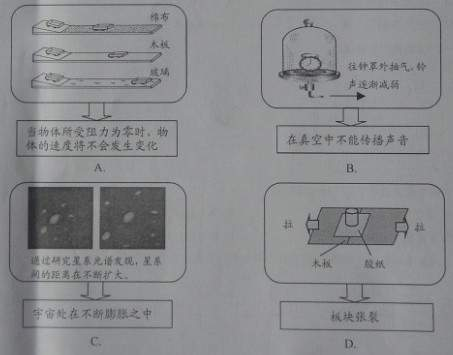 棉布
木板
玻璃
当物体所受阻力为零时，物
体的速度将不会发生变化
A.
往钟罩外抽气，铃
声逐渐减弱
在真空中不能传播声音
B.
通过研究星系光谱发现，星系
间的距离在不断扩大。
宇宙处在不断膨胀之中
C.
拉
拉
木板
胶纸
板块张裂
D.